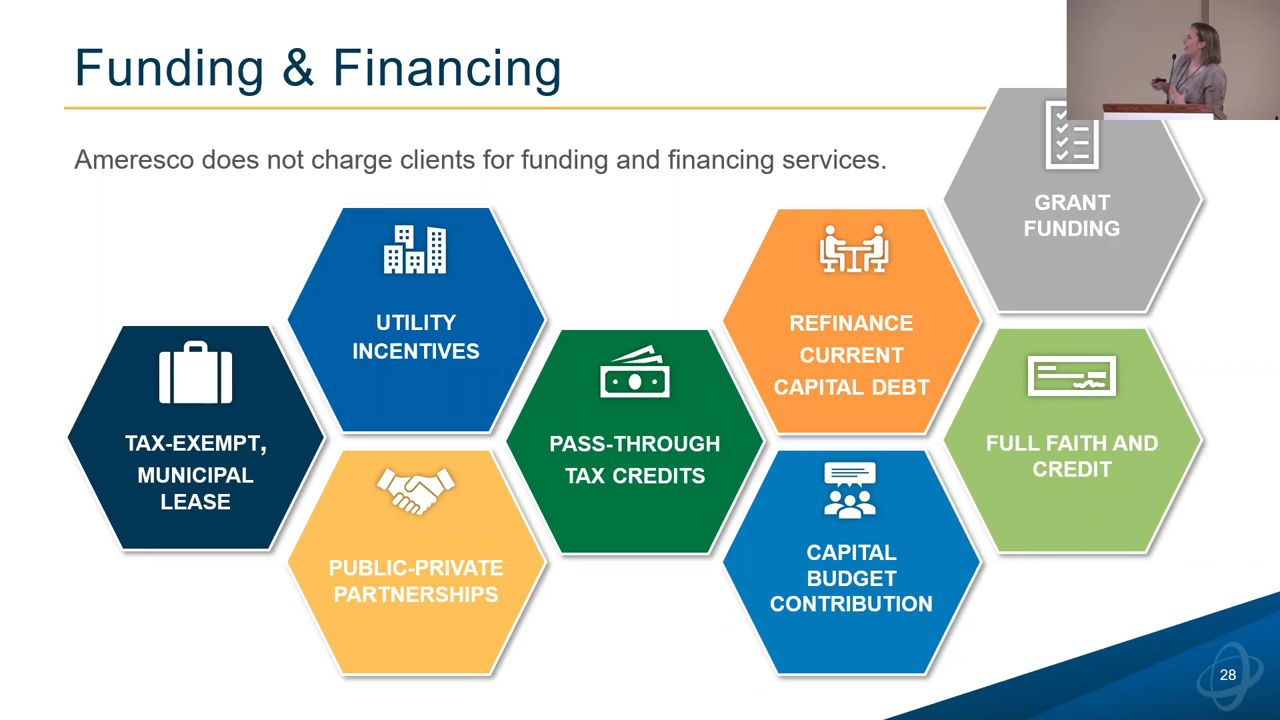 Funding & Financing
Ameresco does not charge clients for funding and financing services.
GRANT
FUNDING
UTILITY
INCENTIVES
REFINANCE
CURRENT
CAPITAL DEBT
TAX-EXEMPT,
MUNICIPAL
LEASE
PASS-THROUGH
TAX CREDITS
FULL FAITH AND
CREDIT
PUBLIC-PRIVATE
PARTNERSHIPS
CAPITAL
BUDGET
CONTRIBUTION
28